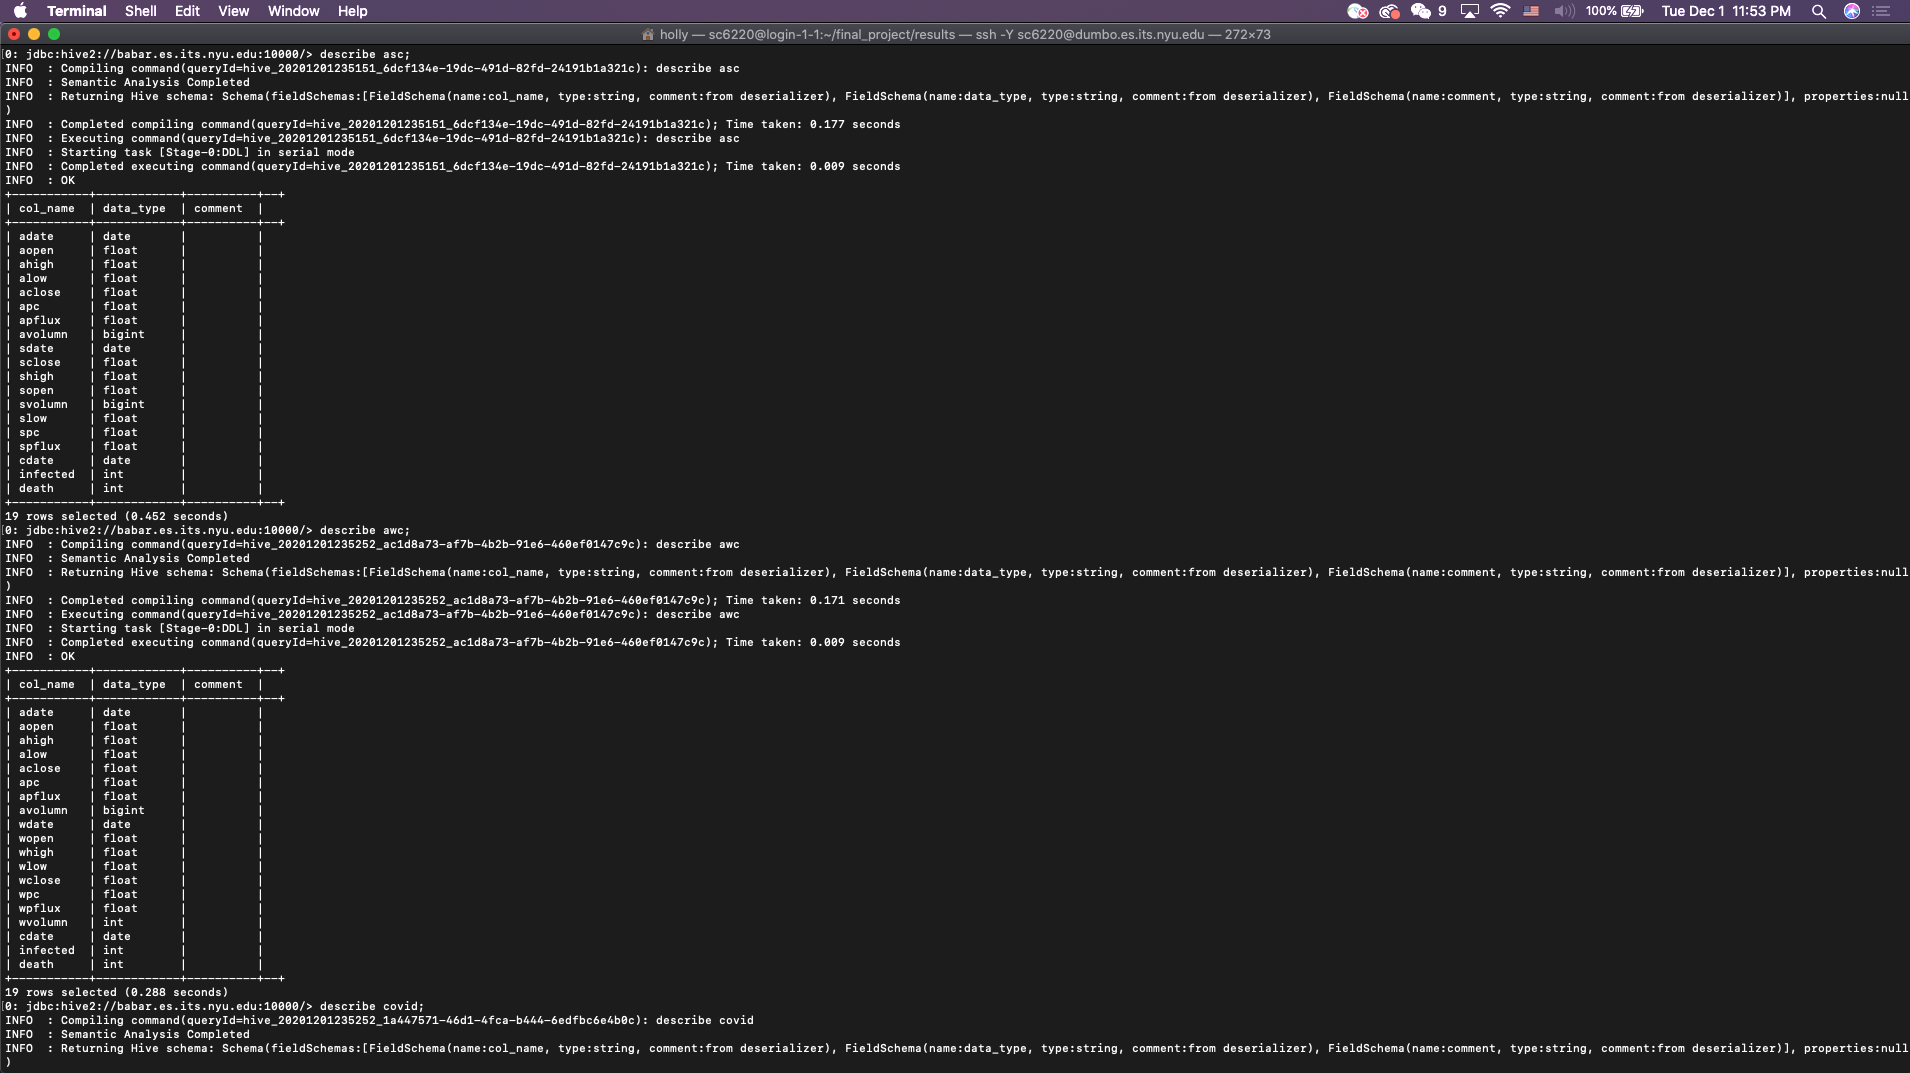 Terminal Shell Edit View Window Help 9 100% Tue Dec 1 11:53 PM
holly — sc6220@login-1-1:~/final_project/results — ssh -Y sc6220@dumbo.es.its.nyu.edu — 272×73
[0: jdbc:hive2://babar.es.its.nyu.edu:10000/> describe asc;
INFO  : Compiling command(queryId=hive_20201201235151_6dcf134e-19dc-491d-82fd-24191b1a321c): describe asc
INFO  : Semantic Analysis Completed
INFO  : Returning Hive schema: Schema(fieldSchemas:[FieldSchema(name:col_name, type:string, comment:from deserializer), FieldSchema(name:data_type, type:string, comment:from deserializer), FieldSchema(name:comment, type:string, comment:from deserializer)], properties:null
)
INFO  : Completed compiling command(queryId=hive_20201201235151_6dcf134e-19dc-491d-82fd-24191b1a321c); Time taken: 0.177 seconds
INFO  : Executing command(queryId=hive_20201201235151_6dcf134e-19dc-491d-82fd-24191b1a321c): describe asc
INFO  : Starting task [Stage-0:DDL] in serial mode
INFO  : Completed executing command(queryId=hive_20201201235151_6dcf134e-19dc-491d-82fd-24191b1a321c); Time taken: 0.009 seconds
INFO  : OK
+-----------+------------+----------+--+
| col_name  | data_type  | comment  |
+-----------+------------+----------+--+
| adate     | date       |          |
| aopen     | float      |          |
| ahigh     | float      |          |
| alow      | float      |          |
| aclose    | float      |          |
| apc       | float      |          |
| apflux    | float      |          |
| avolumn   | bigint     |          |
| sdate     | date       |          |
| sclose    | float      |          |
| shigh     | float      |          |
| sopen     | float      |          |
| svolumn   | bigint     |          |
| slow      | float      |          |
| spc       | float      |          |
| spflux    | float      |          |
| cdate     | date       |          |
| infected  | int        |          |
| death     | int        |          |
+-----------+------------+----------+--+
19 rows selected (0.452 seconds)
[0: jdbc:hive2://babar.es.its.nyu.edu:10000/> describe awc;
INFO  : Compiling command(queryId=hive_20201201235252_ac1d8a73-af7b-4b2b-91e6-460ef0147c9c): describe awc
INFO  : Semantic Analysis Completed
INFO  : Returning Hive schema: Schema(fieldSchemas:[FieldSchema(name:col_name, type:string, comment:from deserializer), FieldSchema(name:data_type, type:string, comment:from deserializer), FieldSchema(name:comment, type:string, comment:from deserializer)], properties:null
)
INFO  : Completed compiling command(queryId=hive_20201201235252_ac1d8a73-af7b-4b2b-91e6-460ef0147c9c); Time taken: 0.171 seconds
INFO  : Executing command(queryId=hive_20201201235252_ac1d8a73-af7b-4b2b-91e6-460ef0147c9c): describe awc
INFO  : Starting task [Stage-0:DDL] in serial mode
INFO  : Completed executing command(queryId=hive_20201201235252_ac1d8a73-af7b-4b2b-91e6-460ef0147c9c); Time taken: 0.009 seconds
INFO  : OK
+-----------+------------+----------+--+
| col_name  | data_type  | comment  |
+-----------+------------+----------+--+
| adate     | date       |          |
| aopen     | float      |          |
| ahigh     | float      |          |
| alow      | float      |          |
| aclose    | float      |          |
| apc       | float      |          |
| apflux    | float      |          |
| avolumn   | bigint     |          |
| wdate     | date       |          |
| wopen     | float      |          |
| whigh     | float      |          |
| wlow      | float      |          |
| wclose    | float      |          |
| wpc       | float      |          |
| wpflux    | float      |          |
| wvolumn   | int        |          |
| cdate     | date       |          |
| infected  | int        |          |
| death     | int        |          |
+-----------+------------+----------+--+
19 rows selected (0.288 seconds)
[0: jdbc:hive2://babar.es.its.nyu.edu:10000/> describe covid;
INFO  : Compiling command(queryId=hive_20201201235252_1a447571-46d1-4fca-b444-6edfbc6e4b0c): describe covid
INFO  : Semantic Analysis Completed
INFO  : Returning Hive schema: Schema(fieldSchemas:[FieldSchema(name:col_name, type:string, comment:from deserializer), FieldSchema(name:data_type, type:string, comment:from deserializer), FieldSchema(name:comment, type:string, comment:from deserializer)], properties:null
)